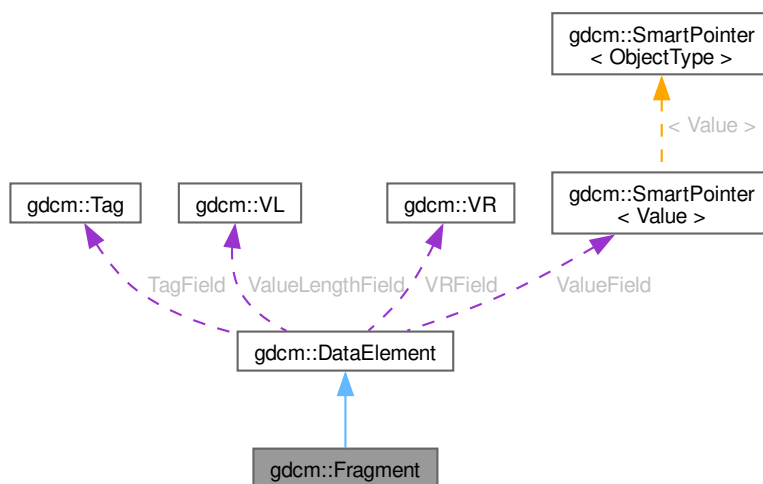 gdcm::SmartPointer
< ObjectType >
< Value >
gdcm::Tag
gdcm::VL
gdcm::VR
gdcm::SmartPointer
< Value >
TagField
ValueLengthField
VRField
ValueField
gdcm::DataElement
gdcm::Fragment